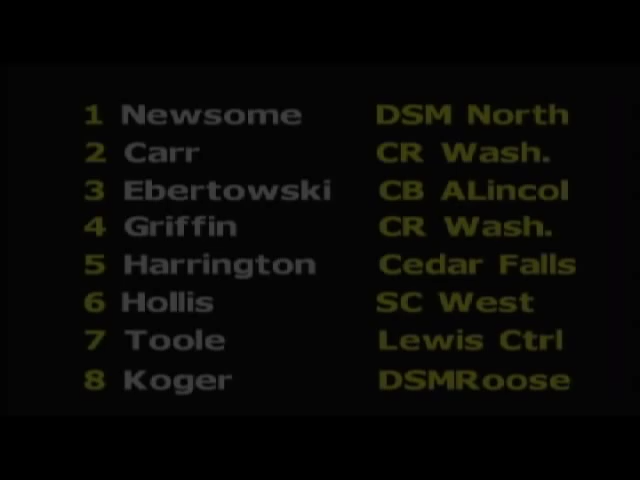 1 Newsome DSM North
2 Carr CR Wash.
3 Ebertowski CB ALincol
4 Griffin CR Wash.
5 Harrington Cedar Falls
6 Hollis SC West
7 Toole Lewis Ctrl
8 Koger DSMRoose